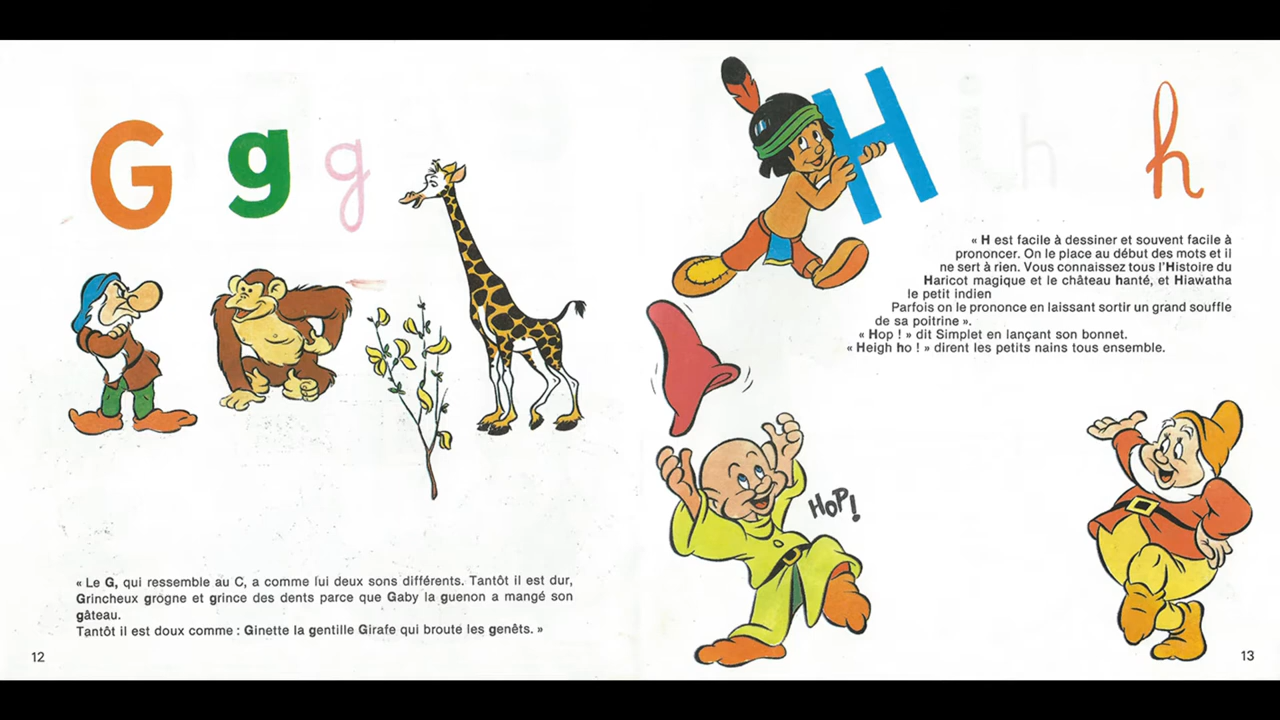 G g g
« Le G, qui ressemble au C, a comme lui deux sons différents. Tantôt il est dur,
Grincheux grogne et grince des dents parce que Gaby la guenon a mangé son
gâteau.
Tantôt il est doux comme : Ginette la gentille Girafe qui broute les genêts. »
12
H h
« H est facile à dessiner et souvent facile à
prononcer. On le place au début des mots et il
ne sert à rien. Vous connaissez tous l'Histoire du
Haricot magique et le château hanté, et Hiawatha
le petit indien
Parfois on le prononce en laissant sortir un grand souffle
de sa poitrine ».
« Hop ! » dit Simplet en lançant son bonnet.
« Heigh ho ! » dirent les petits nains tous ensemble.
HOP!
13